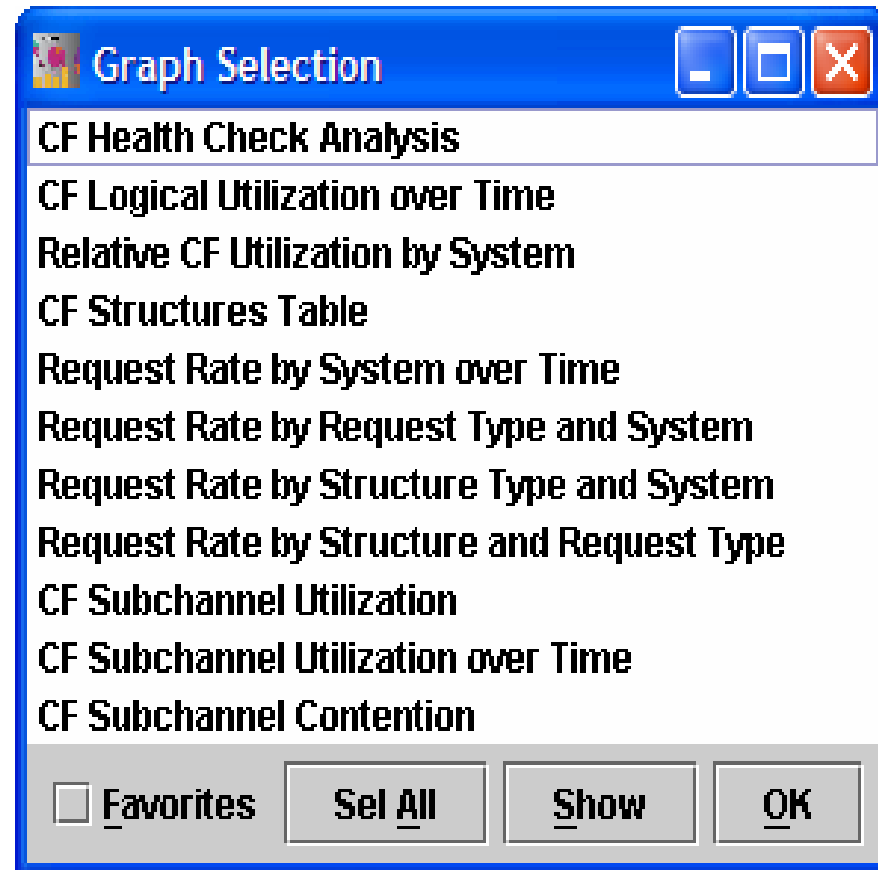 Graph Selection
CF Health Check Analysis
CF Logical Utilization over Time
Relative CF Utilization by System
CF Structures Table
Request Rate by System over Time
Request Rate by Request Type and System
Request Rate by Structure Type and System
Request Rate by Structure and Request Type
CF Subchannel Utilization
CF Subchannel Utilization over Time
CF Subchannel Contention
Favorites Sel All Show OK